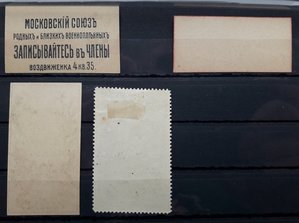 МОСКОВСКІЙ СОЮЗЪ
РОДНЫХЪ и БЛИЗКИХЪ ВОЕННОПЛѢННЫХЪ
ЗАПИСЫВАЙТЕСЬ въ ЧЛЕНЫ
ВОЗДВИЖЕНКА 4 КВ. 35.